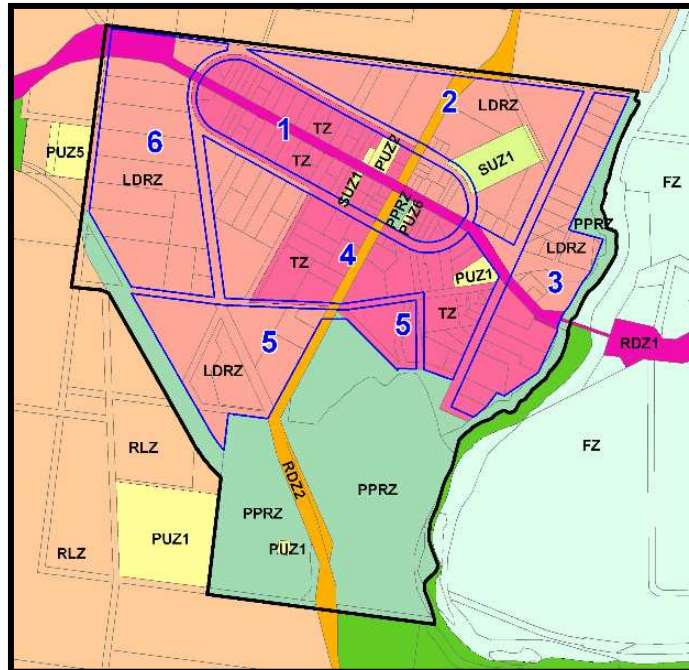 2
LDRZ
1
TZ
TZ
PUZ2
6
PUZ5
SUZ1
FZ
LDRZ
SUZ1
PPRZ
PUZ6
PPRZ
LDRZ
4
TZ
PUZ1
3
TZ
5
5
RDZ1
LDRZ
RLZ
FZ
RDZ2
PPRZ
PPRZ
PUZ1
PUZ1
RLZ